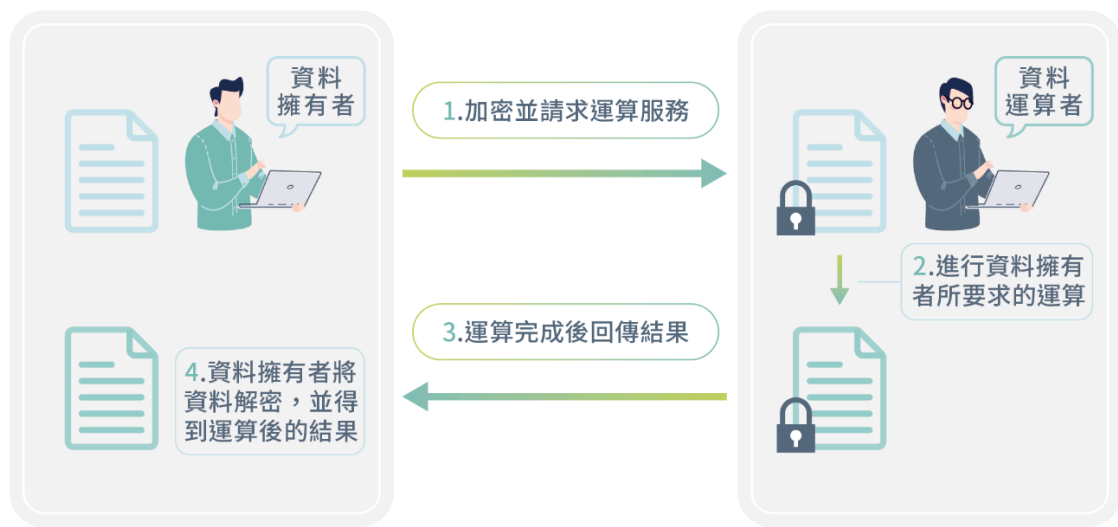 資料
擁有者
1.加密並請求運算服務
資料
運算者
2.進行資料擁有
者所要求的運算
3.運算完成後回傳結果
4.資料擁有者將
資料解密，並得
到運算後的結果